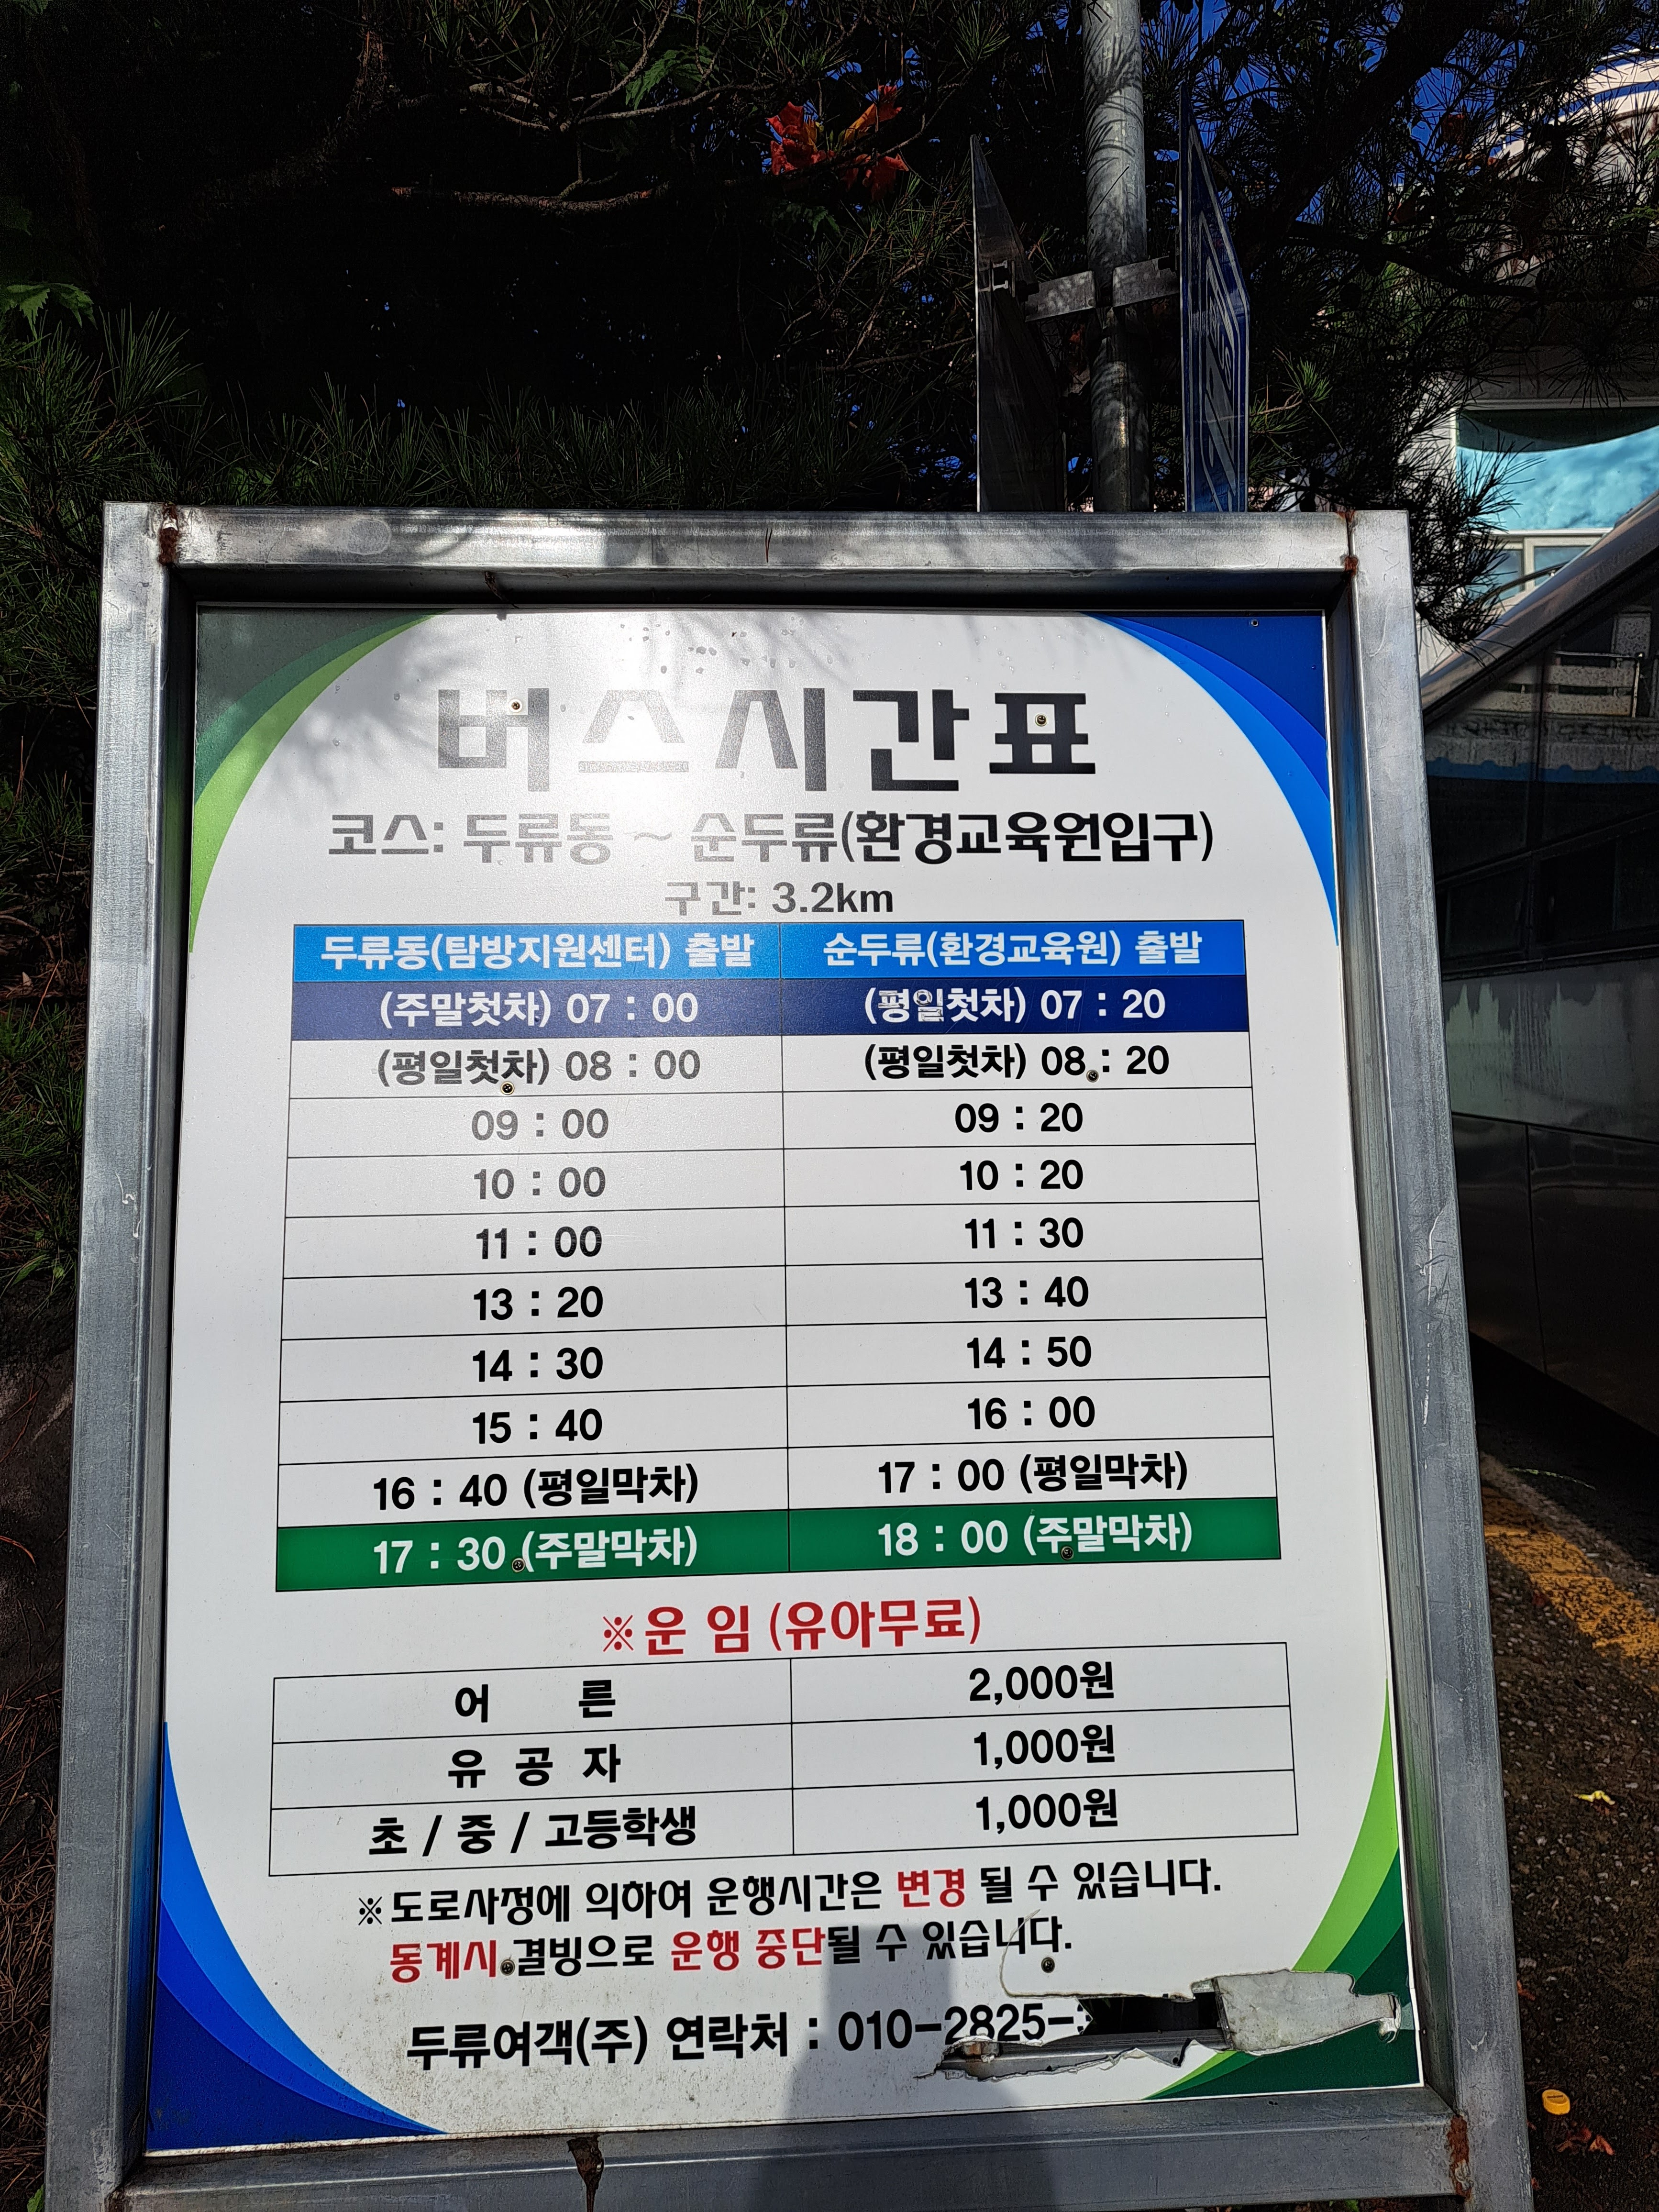 버스시간표
코스: 두류동 ~ 순두류(환경교육원입구)
구간: 3.2km
두류동(탐방지원센터) 출발 순두류(환경교육원) 출발
(주말첫차) 07 : 00 (평일첫차) 07 : 20
(평일첫차) 08 : 00 (평일첫차) 08 : 20
09 : 00 09 : 20
10 : 00 10 : 20
11 : 00 11 : 30
13 : 20 13 : 40
14 : 30 14 : 50
15 : 40 16 : 00
16 : 40 (평일막차) 17 : 00 (평일막차)
17 : 30 (주말막차) 18 : 00 (주말막차)
※운 임 (유아무료)
어 른 2,000원
유 공 자 1,000원
초 / 중 / 고등학생 1,000원
※도로사정에 의하여 운행시간은 변경 될 수 있습니다.
동계시 결빙으로 운행 중단될 수 있습니다.
두류여객(주) 연락처 : 010-2825-